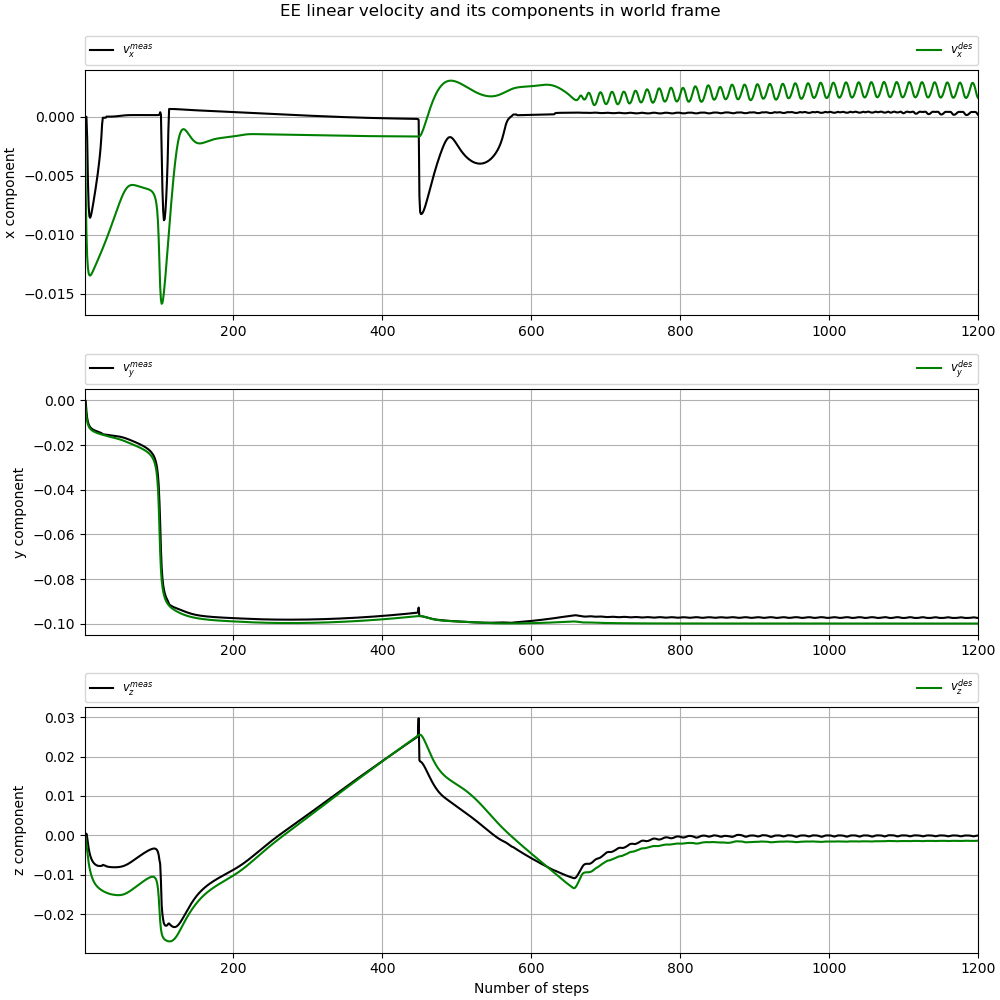 EE linear velocity and its components in world frame
v_x^meas v_x^des
0.000
−0.005
−0.010
−0.015
x component
200 400 600 800 1000 1200
v_y^meas v_y^des
0.00
−0.02
−0.04
−0.06
−0.08
−0.10
y component
200 400 600 800 1000 1200
v_z^meas v_z^des
0.03
0.02
0.01
0.00
−0.01
−0.02
z component
200 400 600 800 1000 1200
Number of steps